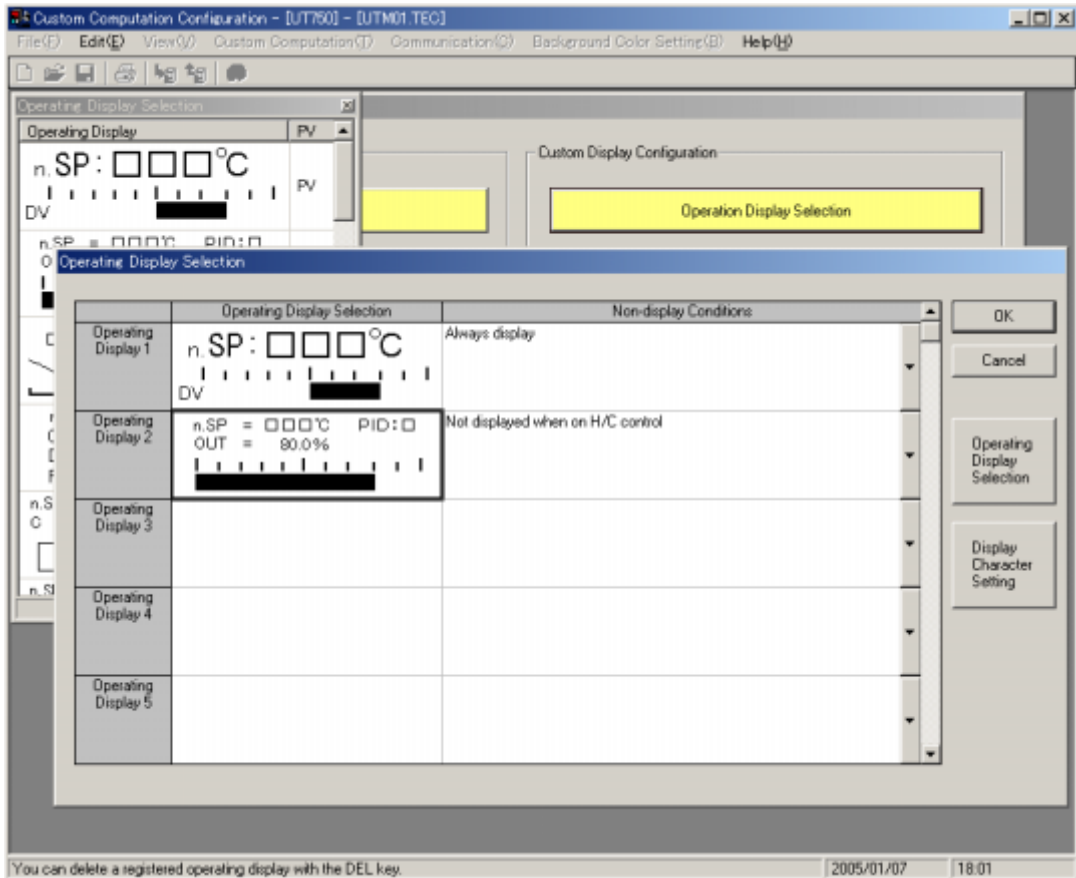 Custom Computation Configuration - [UT750] - [UTM01.TEC]
File(F) Edit(E) View(V) Custom Computation(T) Communication(C) Background Color Setting(B) Help(H)
Operating Display Selection
Operating Display PV
n.SP:□□□℃
PV
DV
n.SP = □□□℃ PID:□
n.S
C
Custom Display Configuration
Operation Display Selection
Operating Display Selection
Operating Display Selection Non-display Conditions
Operating
Display 1
n.SP:□□□℃
DV
Always display
Operating
Display 2
n.SP = □□□℃ PID:□
OUT = 80.0%
Not displayed when on H/C control
Operating
Display 3
Operating
Display 4
Operating
Display 5
OK
Cancel
Operating
Display
Selection
Display
Character
Setting
You can delete a registered operating display with the DEL key.
2005/01/07 18:01